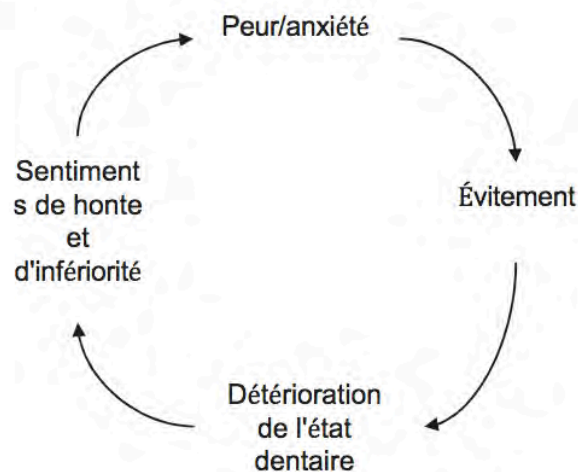 Peur/anxiété
Évitement
Détérioration
de l'état
dentaire
Sentiment
s de honte
et
d'infériorité